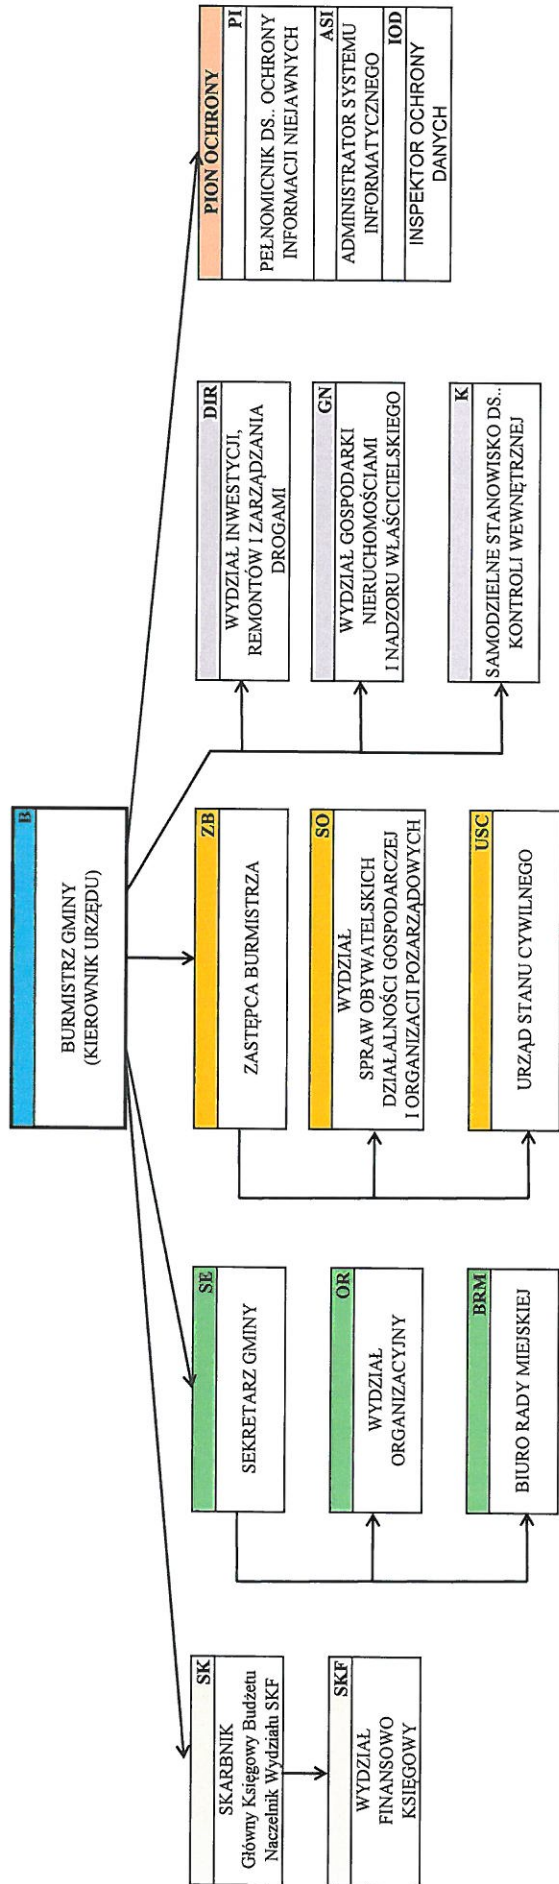 B
BURMISTRZ GMINY
(KIEROWNIK URZĘDU)
SK
SKARBNIK
Główny Księgowy Budżetu
Naczelnik Wydziału SKF
SKF
WYDZIAŁ
FINANSOWO
KSIĘGOWY
SE
SEKRETARZ GMINY
OR
WYDZIAŁ
ORGANIZACYJNY
BRM
BIURO RADY MIEJSKIEJ
ZB
ZASTĘPCA BURMISTRZA
SO
WYDZIAŁ
SPRAW OBYWATELSKICH
DZIAŁALNOŚCI GOSPODARCZEJ
I ORGANIZACJI POZARZĄDOWYCH
USC
URZĄD STANU CYWILNEGO
DIR
WYDZIAŁ INWESTYCJI,
REMONTÓW I ZARZĄDZANIA
DROGAMI
GN
WYDZIAŁ GOSPODARKI
NIERUCHOMOŚCIAMI
I NADZORU WŁAŚCICIELSKIEGO
K
SAMODZIELNE STANOWISKO DS..
KONTROLI WEWNĘTRZNEJ
PION OCHRONY
PI
PEŁNOMICNIK DS.. OCHRONY
INFORMACJI NIEJAWNYCH
ASI
ADMINISTRATOR SYSTEMU
INFORMATYCZNEGO
IOD
INSPEKTOR OCHRONY
DANYCH